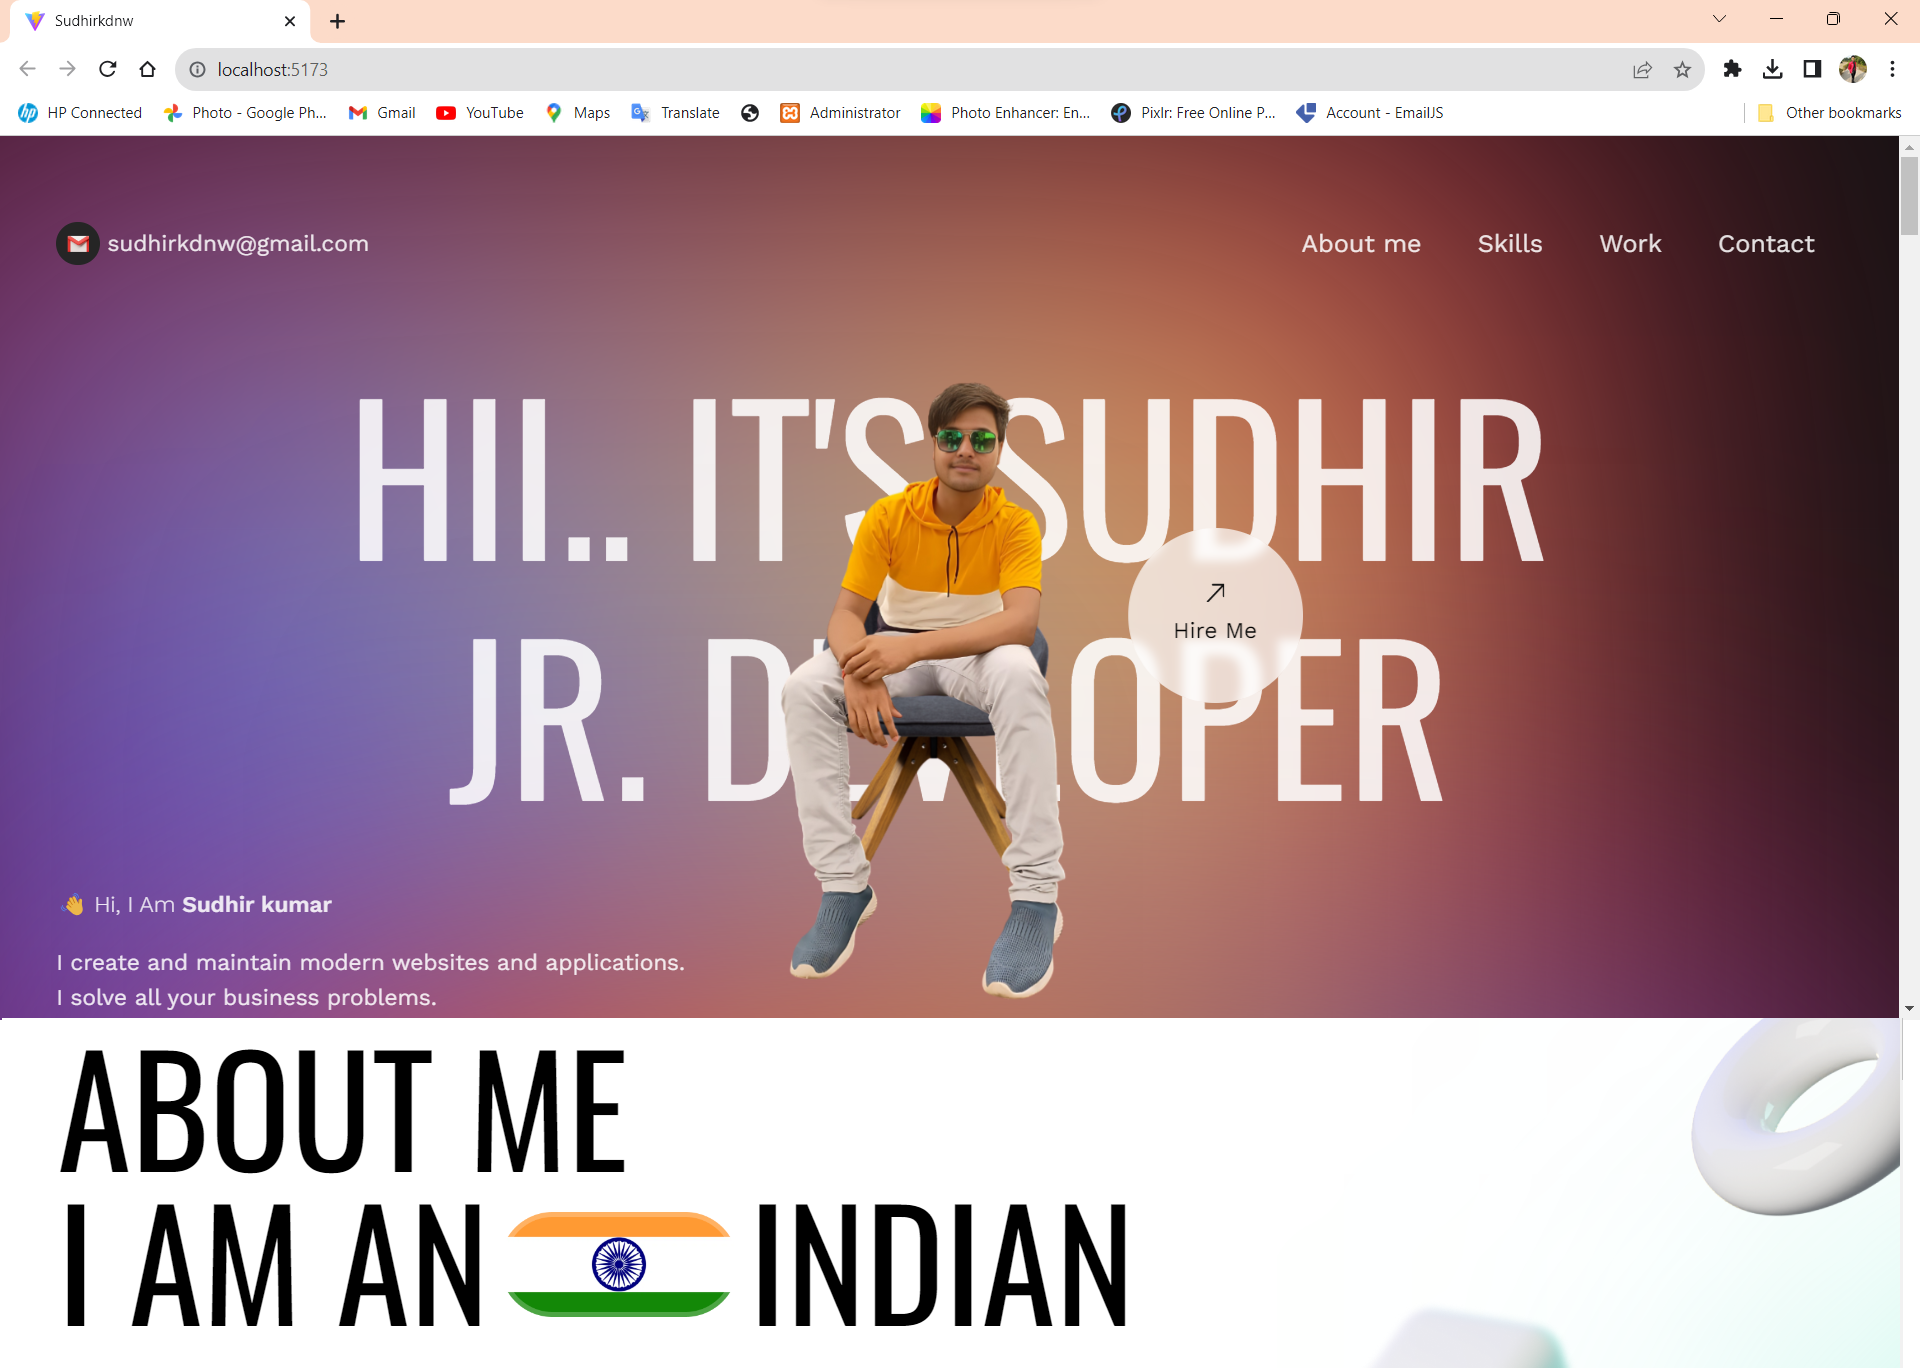 Sudhirkdnw
localhost:5173
HP Connected Photo - Google Ph... Gmail YouTube Maps Translate Administrator Photo Enhancer: En... Pixlr: Free Online P... Account - EmailJS Other bookmarks
sudhirkdnw@gmail.com About me Skills Work Contact
HII.. IT'S SUDHIR
Hire Me
JR. DEVLOPER
👋 Hi, I Am Sudhir kumar
I create and maintain modern websites and applications.
I solve all your business problems.
ABOUT ME
I AM AN INDIAN